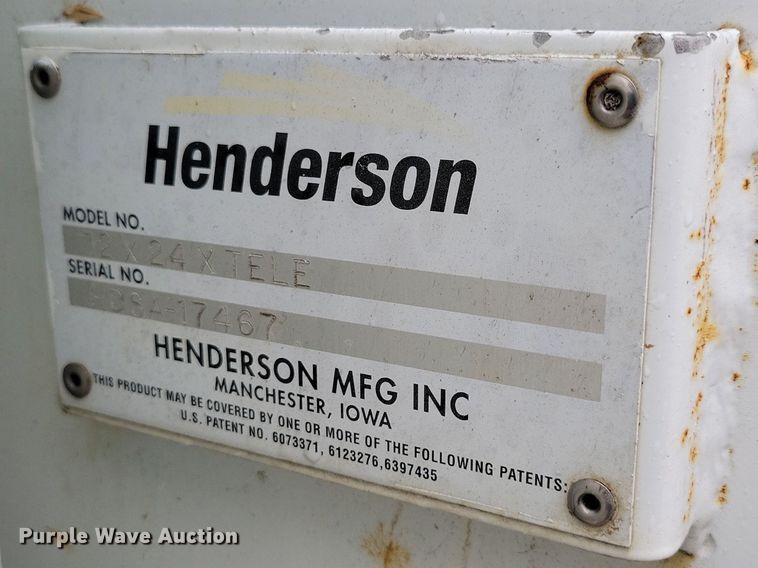 Henderson
MODEL NO.
72 X 24 X TELE
SERIAL NO.
HENDERSON MFG INC
MANCHESTER, IOWA
THIS PRODUCT MAY BE COVERED BY ONE OR MORE OF THE FOLLOWING PATENTS:
U.S. PATENT NO. 6073371, 6123276,6397435
Purple Wave Auction